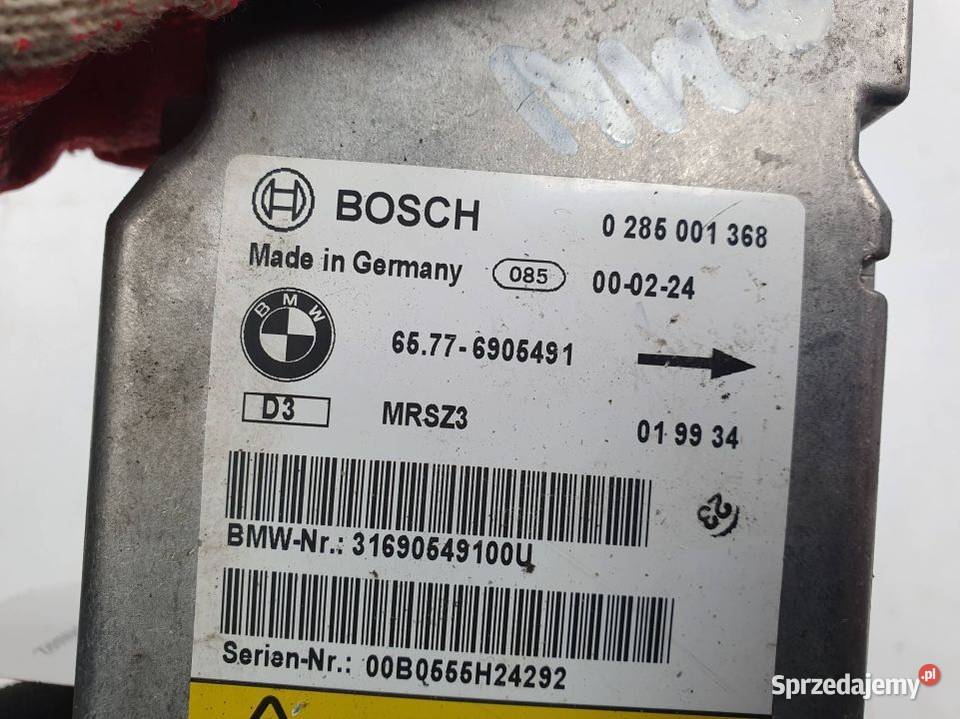 BOSCH 0 285 001 368
Made in Germany 085 00-02-24
BMW
65.77-6905491
D3 MRSZ3 01 99 34
23
BMW-Nr.: 31690549100U
Serien-Nr.: 00B0555H24292
Sprzedajemy.pl